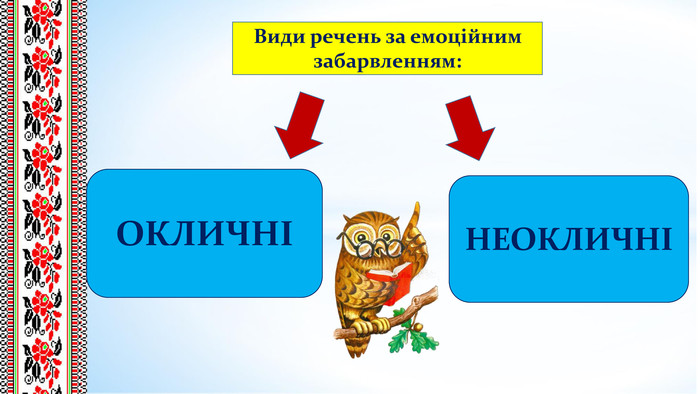 Види речень за емоційним
забарвленням:
ОКЛИЧНІ
НЕОКЛИЧНІ